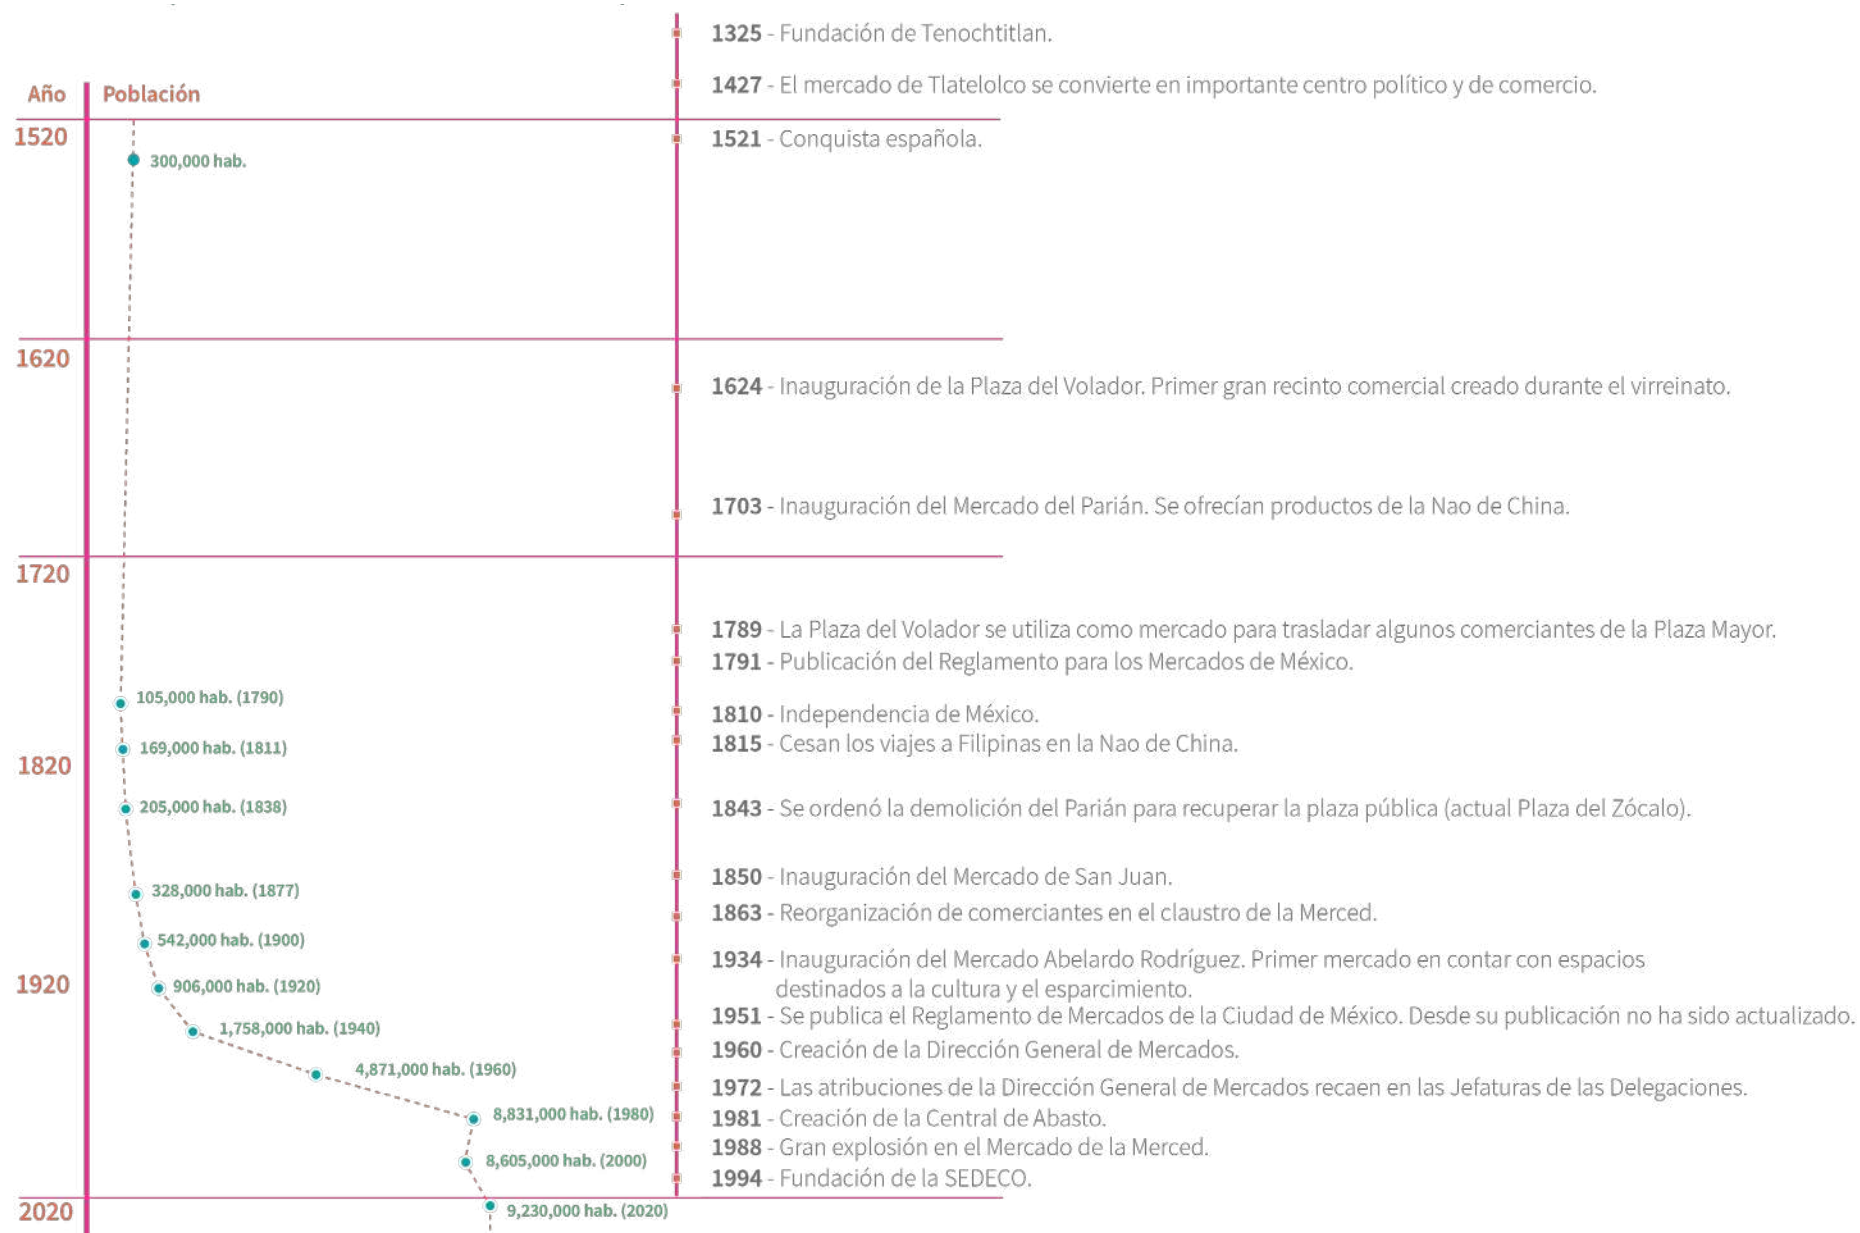 Año Población
1520
300,000 hab.
1620
1720
105,000 hab. (1790)
169,000 hab. (1811)
1820
205,000 hab. (1838)
328,000 hab. (1877)
542,000 hab. (1900)
1920
906,000 hab. (1920)
1,758,000 hab. (1940)
4,871,000 hab. (1960)
8,831,000 hab. (1980)
8,605,000 hab. (2000)
2020
9,230,000 hab. (2020)
1325 - Fundación de Tenochtitlan.
1427 - El mercado de Tlatelolco se convierte en importante centro político y de comercio.
1521 - Conquista española.
1624 - Inauguración de la Plaza del Volador. Primer gran recinto comercial creado durante el virreinato.
1703 - Inauguración del Mercado del Parián. Se ofrecían productos de la Nao de China.
1789 - La Plaza del Volador se utiliza como mercado para trasladar algunos comerciantes de la Plaza Mayor.
1791 - Publicación del Reglamento para los Mercados de México.
1810 - Independencia de México.
1815 - Cesan los viajes a Filipinas en la Nao de China.
1843 - Se ordenó la demolición del Parián para recuperar la plaza pública (actual Plaza del Zócalo).
1850 - Inauguración del Mercado de San Juan.
1863 - Reorganización de comerciantes en el claustro de la Merced.
1934 - Inauguración del Mercado Abelardo Rodríguez. Primer mercado en contar con espacios
destinados a la cultura y el esparcimiento.
1951 - Se publica el Reglamento de Mercados de la Ciudad de México. Desde su publicación no ha sido actualizado.
1960 - Creación de la Dirección General de Mercados.
1972 - Las atribuciones de la Dirección General de Mercados recaen en las Jefaturas de las Delegaciones.
1981 - Creación de la Central de Abasto.
1988 - Gran explosión en el Mercado de la Merced.
1994 - Fundación de la SEDECO.